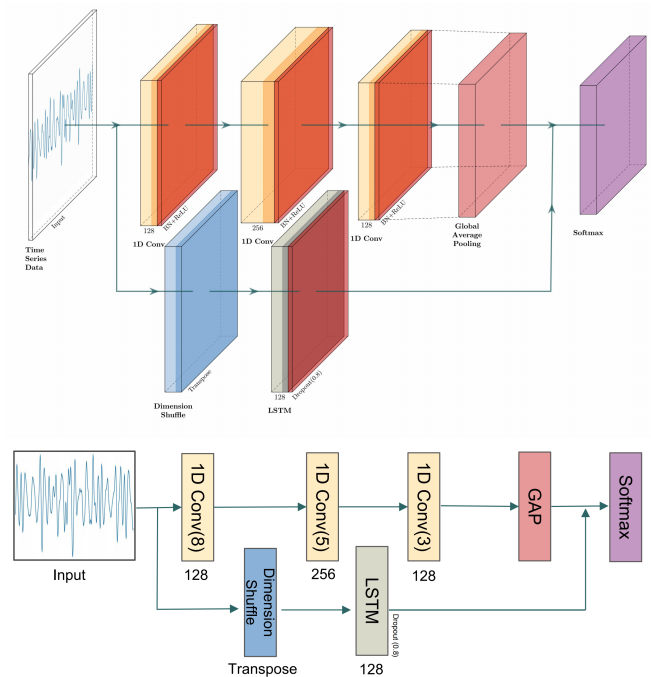 Input
Time
Series
Data
128
BN+ReLU
1D Conv
256
BN+ReLU
1D Conv
128
BN+ReLU
1D Conv
Global
Average
Pooling
Softmax
Transpose
Dimension
Shuffle
128
Dropout(0.8)
LSTM
Input
1D Conv(8)
128
1D Conv(5)
256
1D Conv(3)
128
GAP
Softmax
Dimension
Shuffle
Transpose
LSTM
Dropout (0.8)
128